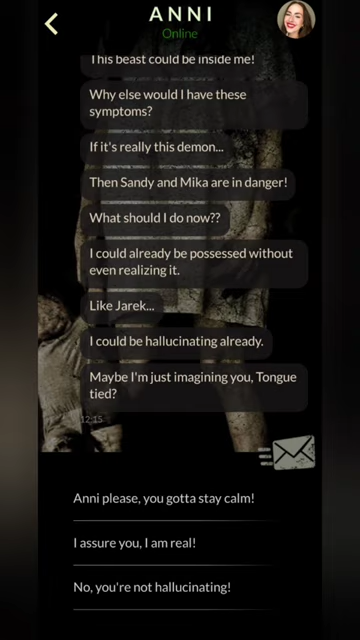 ANNI
Online
This beast could be inside me!
Why else would I have these
symptoms?
If it's really this demon...
Then Sandy and Mika are in danger!
What should I do now??
I could already be possessed without
even realizing it.
Like Jarek...
I could be hallucinating already.
Maybe I'm just imagining you, Tongue
tied?
12:15
Anni please, you gotta stay calm!
I assure you, I am real!
No, you're not hallucinating!